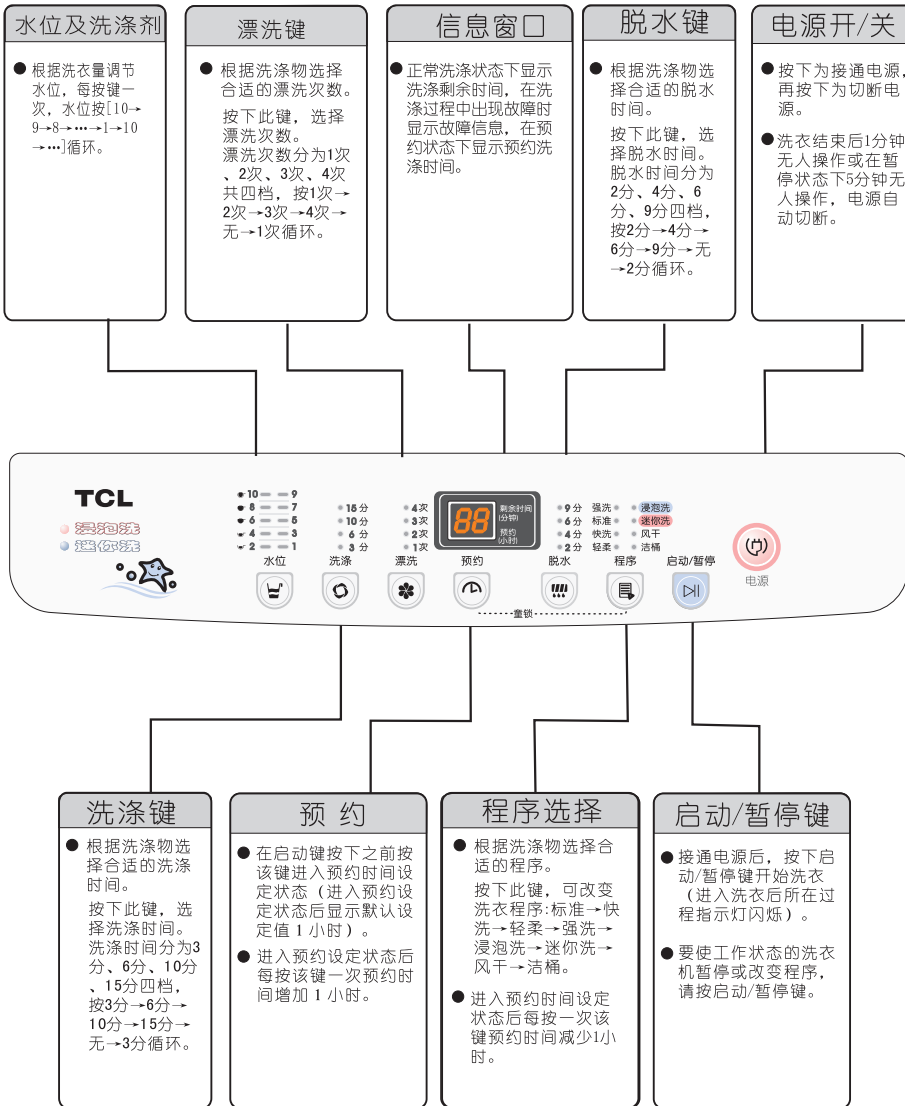 水位及洗涤剂
● 根据洗衣量调节
水位，每按键一
次，水位按[10→
9→8→…→1→10
→…]循环。
漂洗键
● 根据洗涤物选择
合适的漂洗次数。
按下此键，选择
漂洗次数。
漂洗次数分为1次
、2次、3次、4次
共四档，按1次→
2次→3次→4次→
无→1次循环。
信息窗口
● 正常洗涤状态下显示
洗涤剩余时间，在洗
涤过程中出现故障时
显示故障信息，在预
约状态下显示预约洗
涤时间。
脱水键
● 根据洗涤物选
择合适的脱水
时间。
按下此键，选
择脱水时间。
脱水时间分为
2分、4分、6
分、9分四档，
按2分→4分→
6分→9分→无
→2分循环。
电源开/关
● 按下为接通电源，
再按下为切断电
源。
● 洗衣结束后1分钟
无人操作或在暂
停状态下5分钟无
人操作，电源自
动切断。
TCL
浸泡洗
迷你洗
10 9
8 7
6 5
4 3
2 1
水位
15分
10分
6分
3分
洗涤
4次
3次
2次
1次
漂洗
88
剩余时间
(分钟)
预约
(小时)
预约
9分
6分
4分
2分
脱水
强洗 浸泡洗
标准 迷你洗
快洗 风干
轻柔 洁桶
程序
启动/暂停
电源
童锁
洗涤键
● 根据洗涤物选
择合适的洗涤
时间。
按下此键，选
择洗涤时间。
洗涤时间分为3
分、6分、10分
、15分四档，
按3分→6分→
10分→15分→
无→3分循环。
预 约
● 在启动键按下之前按
该键进入预约时间设
定状态（进入预约设
定状态后显示默认设
定值 1 小时）。
● 进入预约设定状态后
每按该键一次预约时
间增加 1 小时。
程序选择
● 根据洗涤物选择合
适的程序。
按下此键，可改变
洗衣程序:标准→快
洗→轻柔→强洗→
浸泡洗→迷你洗→
风干→洁桶。
● 进入预约时间设定
状态后每按一次该
键预约时间减少1小
时。
启动/暂停键
● 接通电源后，按下启
动/暂停键开始洗衣
（进入洗衣后所在过
程指示灯闪烁）。
● 要使工作状态的洗衣
机暂停或改变程序，
请按启动/暂停键。